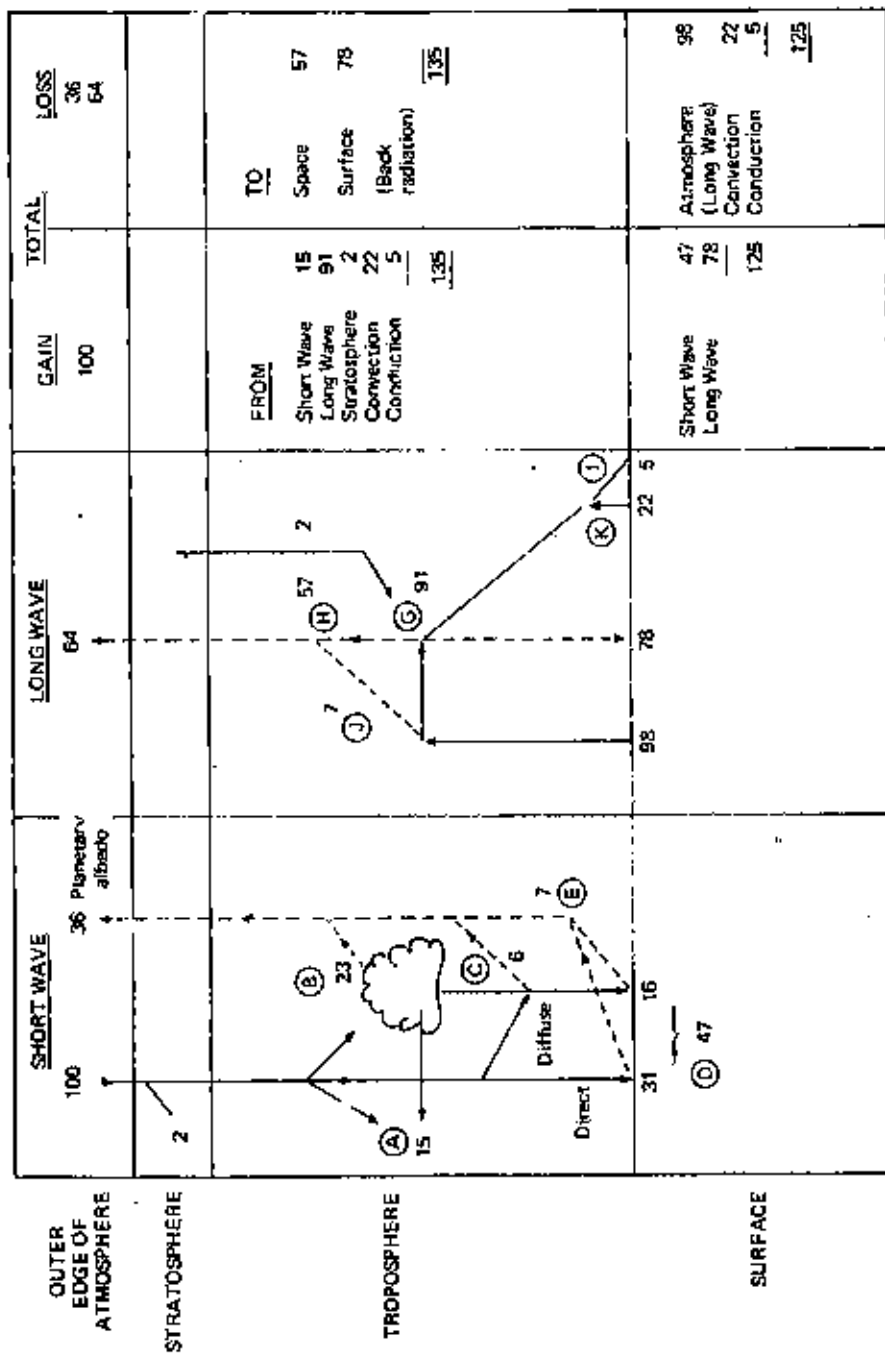 SHORT WAVE
LONG WAVE
TOTAL
GAIN
LOSS
OUTER
EDGE OF
ATMOSPHERE
100
36 Planetary
albedo
64
100
36
64
STRATOSPHERE
2
TROPOSPHERE
A
15
B
23
C
6
Diffuse
Direct
7
E
7
J
H
57
2
G
91
K
1
FROM
Short Wave 15
Long Wave 91
Stratosphere 2
Convection 22
Conduction 5
135
TO
Space 57
Surface 78
(Back
radiation)
135
SURFACE
31
16
D 47
98
78
22
5
Short Wave 47
Long Wave 78
125
Atmosphere 98
(Long Wave)
Convection 22
Conduction 5
125